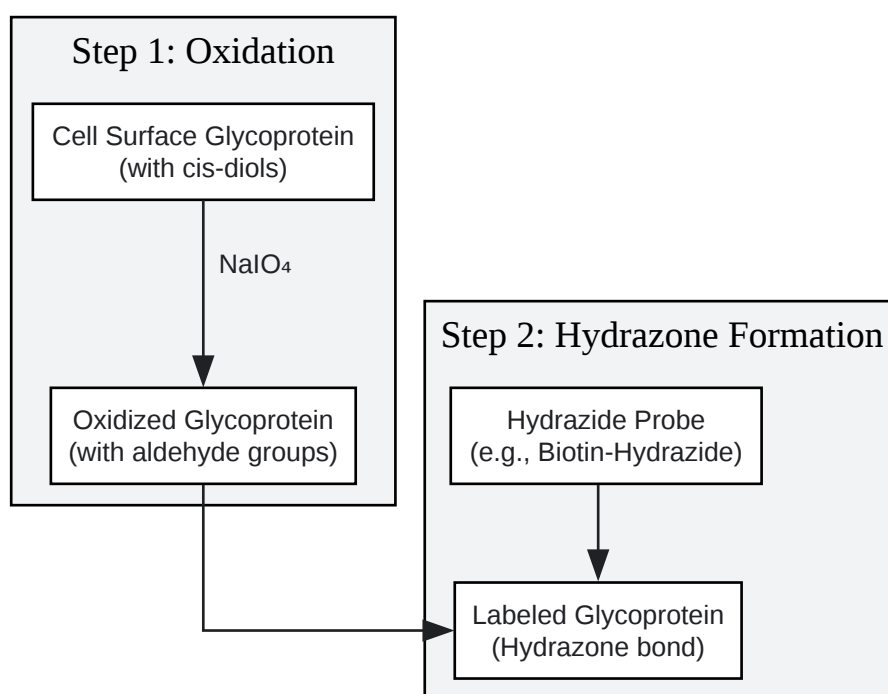 Step 1: Oxidation
Cell Surface Glycoprotein
(with cis-diols)
NaIO₄
Oxidized Glycoprotein
(with aldehyde groups)
Step 2: Hydrazone Formation
Hydrazide Probe
(e.g., Biotin-Hydrazide)
Labeled Glycoprotein
(Hydrazone bond)